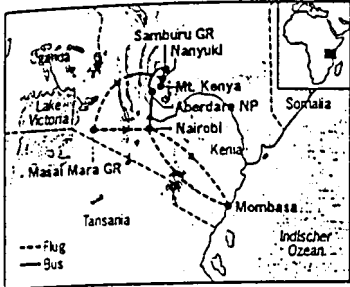 Samburu GR
Nanyuki
Uganda
Mt. Kenya
Aberdare NP
Lake
Victoria
Somalia
Nairobi
Kenia
Masai Mara GR
Mombasa
Tansania
Indischer
Ozean
Flug
Bus